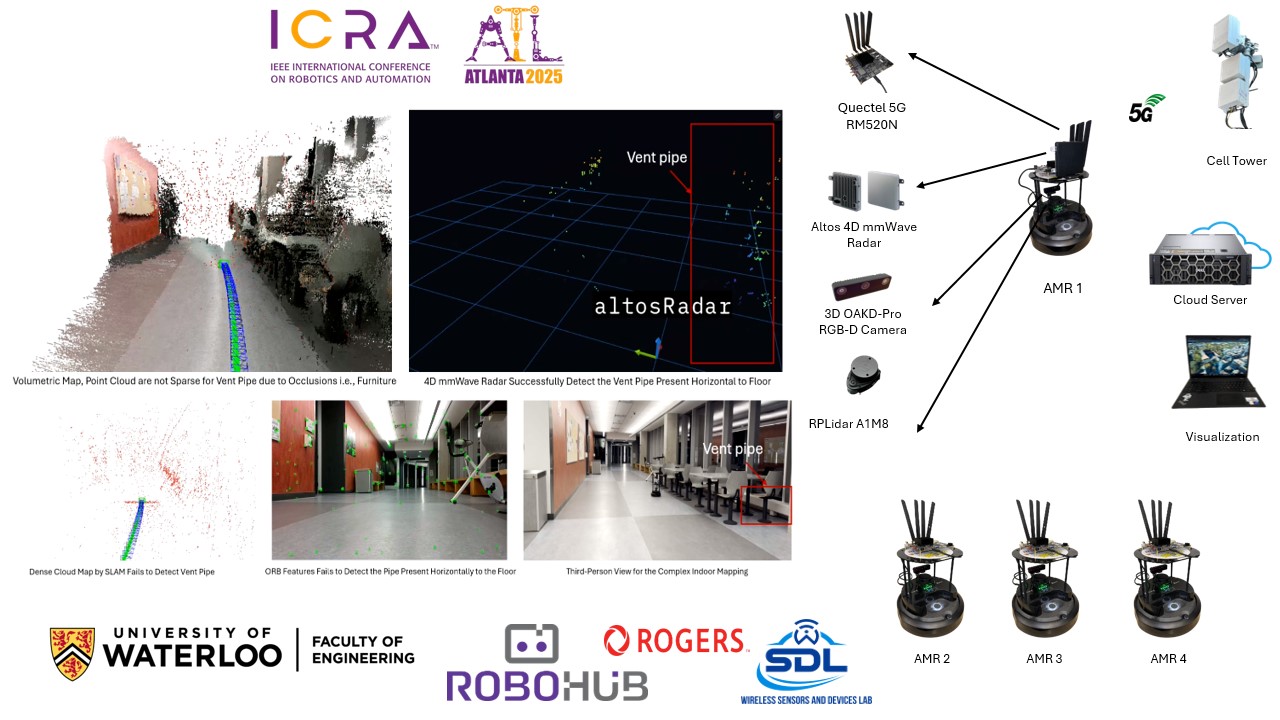 ICRA™
IEEE INTERNATIONAL CONFERENCE
ON ROBOTICS AND AUTOMATION
ATL
ATLANTA 2025
Vent pipe
altosRadar
Volumetric Map, Point Cloud are not Sparse for Vent Pipe due to Occlusions i.e., Furniture
4D mmWave Radar Successfully Detect the Vent Pipe Present Horizontal to Floor
Vent pipe
Dense Cloud Map by SLAM Fails to Detect Vent Pipe
ORB Features Fails to Detect the Pipe Present Horizontally to the Floor
Third-Person View for the Complex Indoor Mapping
Quectel 5G
RM520N
Altos 4D mmWave
Radar
3D OAKD-Pro
RGB-D Camera
RPLidar A1M8
AMR 1
5G
Cell Tower
Cloud Server
Visualization
AMR 2
AMR 3
AMR 4
UNIVERSITY OF
WATERLOO
FACULTY OF
ENGINEERING
ROBOHUB
ROGERS™
SDL
WIRELESS SENSORS AND DEVICES LAB